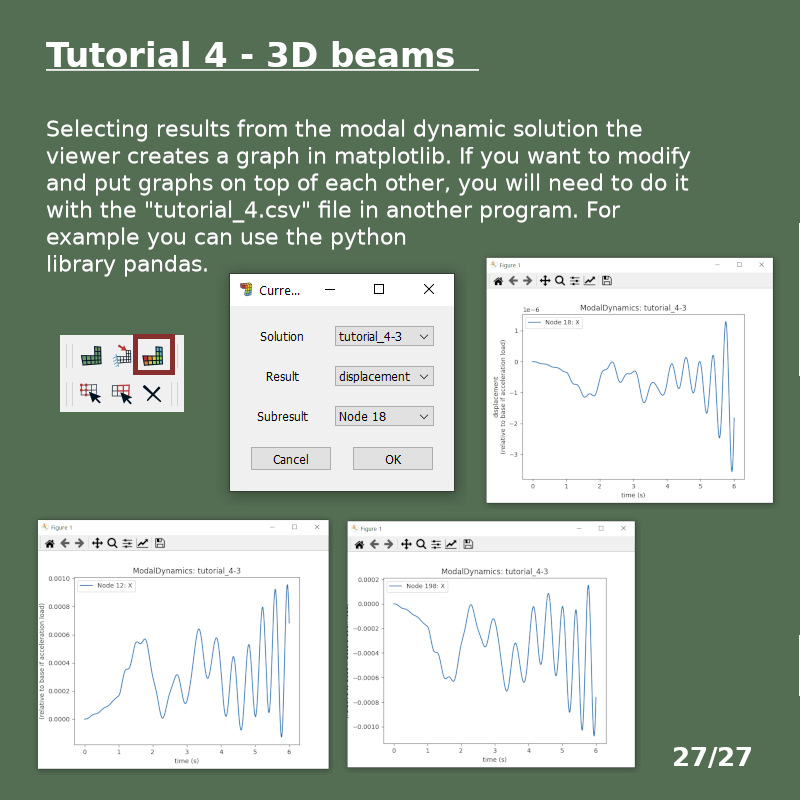 Tutorial 4 - 3D beams
Selecting results from the modal dynamic solution the
viewer creates a graph in matplotlib. If you want to modify
and put graphs on top of each other, you will need to do it
with the "tutorial_4.csv" file in another program. For
example you can use the python
library pandas.
Curre...
Solution
tutorial_4-3
Result
displacement
Subresult
Node 18
Cancel
OK
Figure 1
1e−6
ModalDynamics: tutorial_4-3
Node 18: X
displacement
(relative to base if acceleration load)
1
0
−1
−2
−3
0 1 2 3 4 5 6
time (s)
Figure 1
ModalDynamics: tutorial_4-3
Node 12: X
(relative to base if acceleration load)
0.0010
0.0008
0.0006
0.0004
0.0002
0.0000
0 1 2 3 4 5 6
time (s)
Figure 1
ModalDynamics: tutorial_4-3
Node 198: X
0.0002
0.0000
−0.0002
−0.0004
−0.0006
−0.0008
−0.0010
0 1 2 3 4 5 6
time (s)
27/27